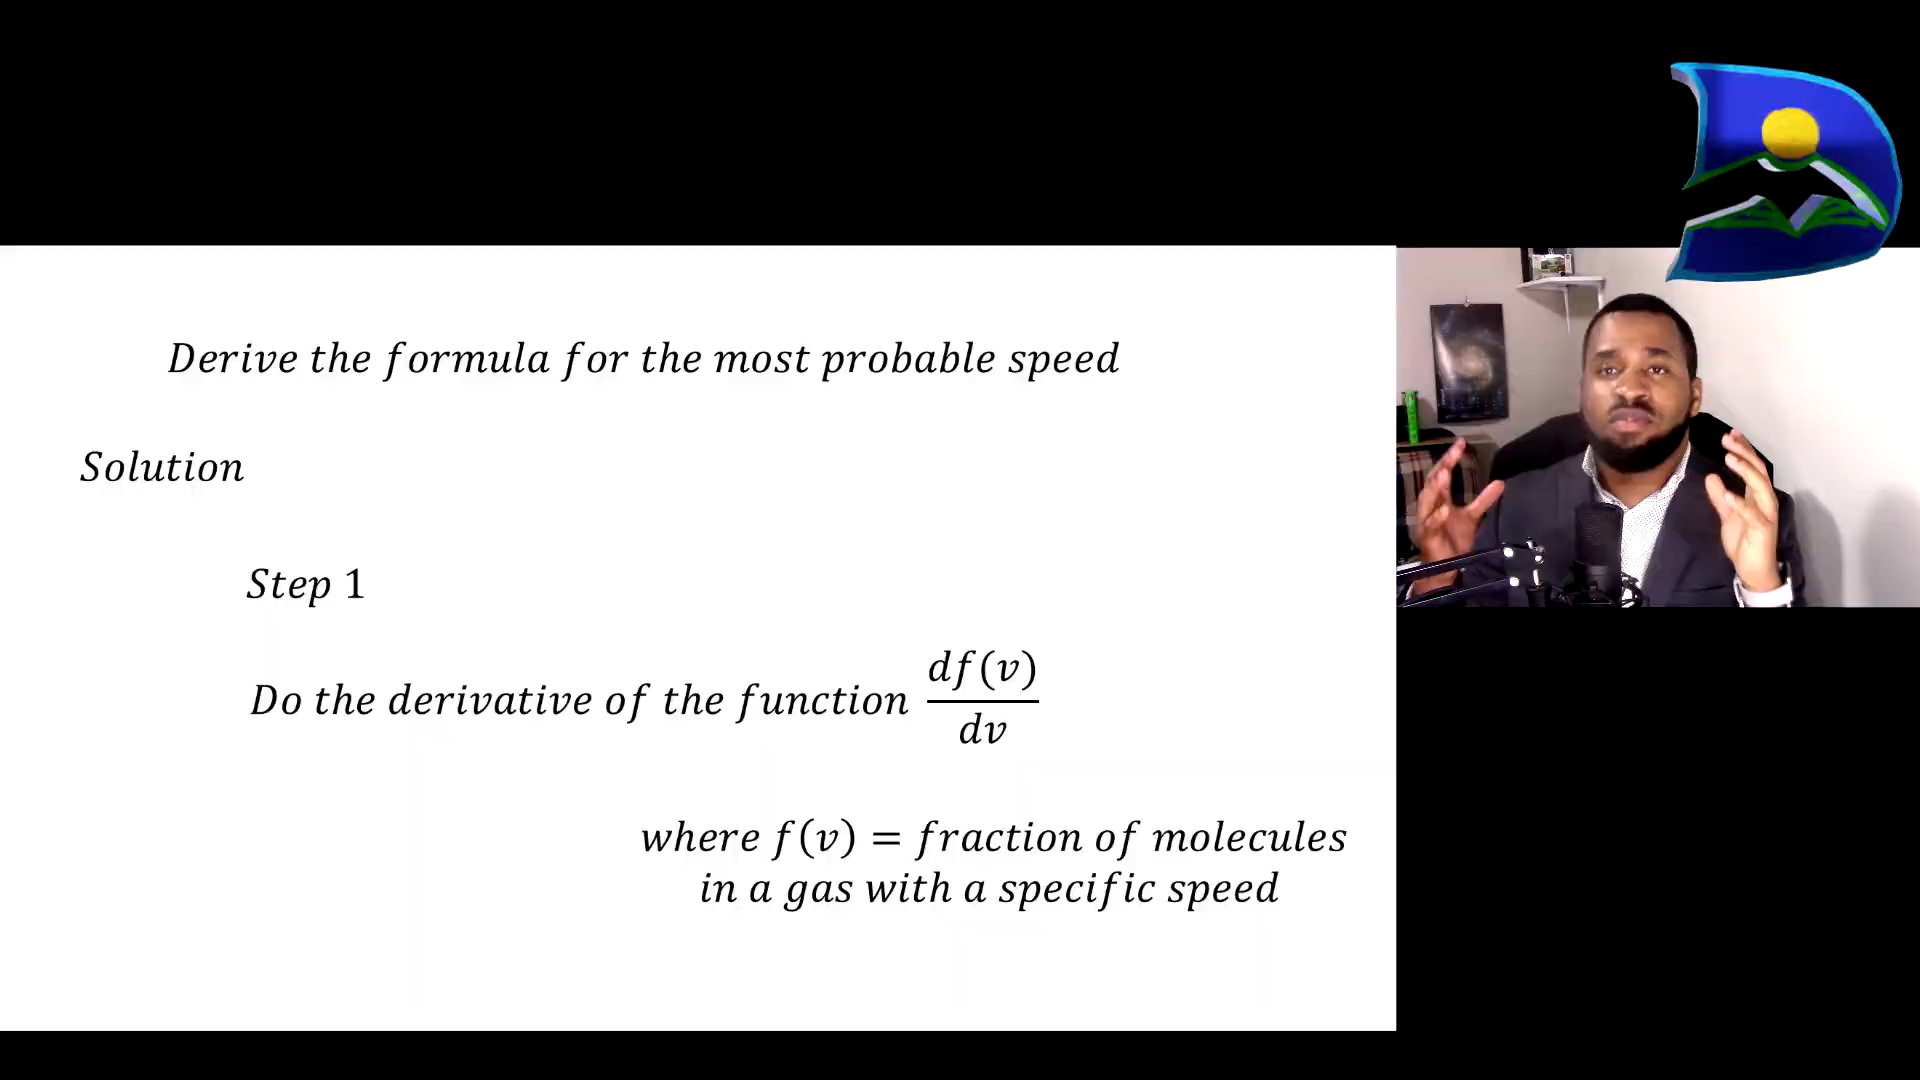 Derive the formula for the most probable speed
Solution
Step 1
Do the derivative of the function df(v)/dv
where f(v) = fraction of molecules
in a gas with a specific speed